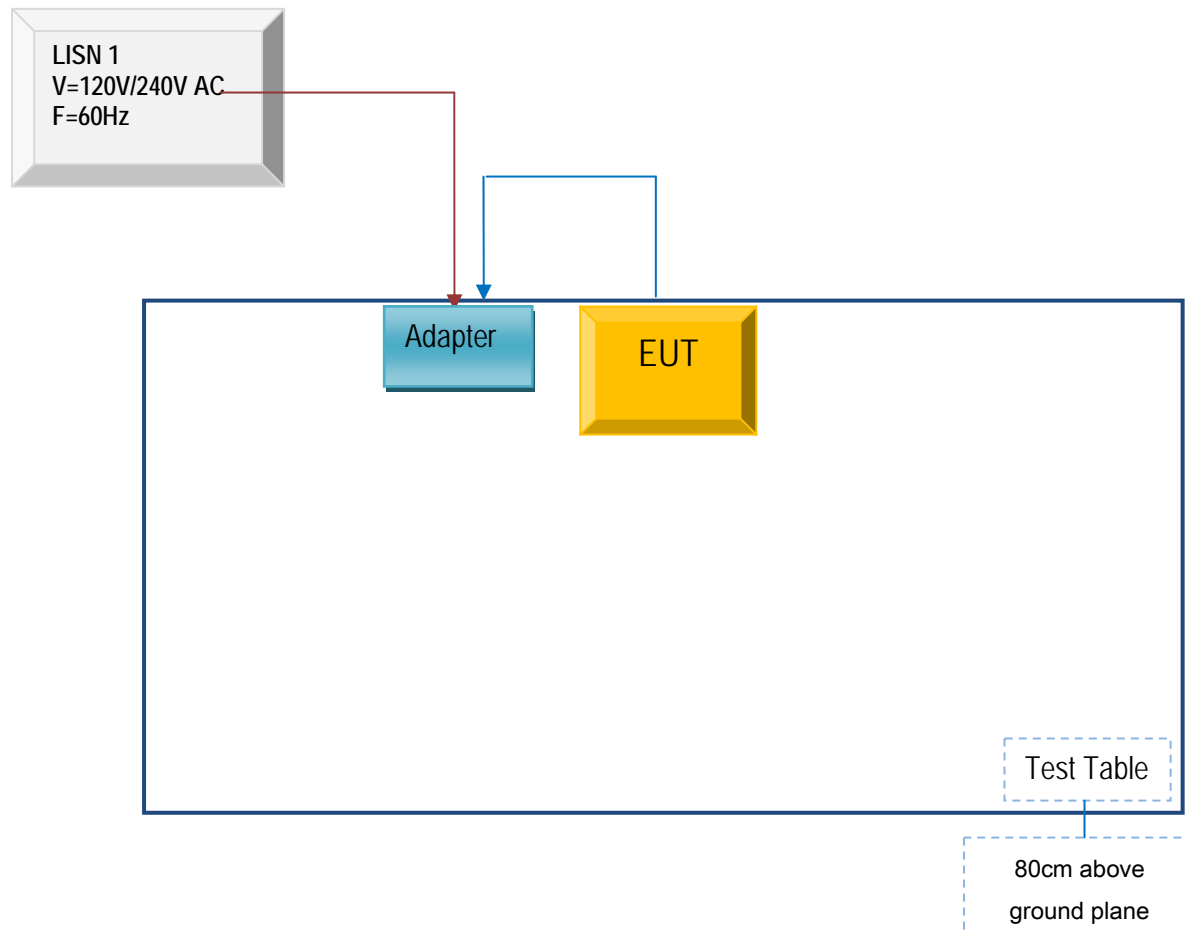 LISN 1
V=120V/240V AC
F=60Hz
Adapter
EUT
Test Table
80cm above
ground plane